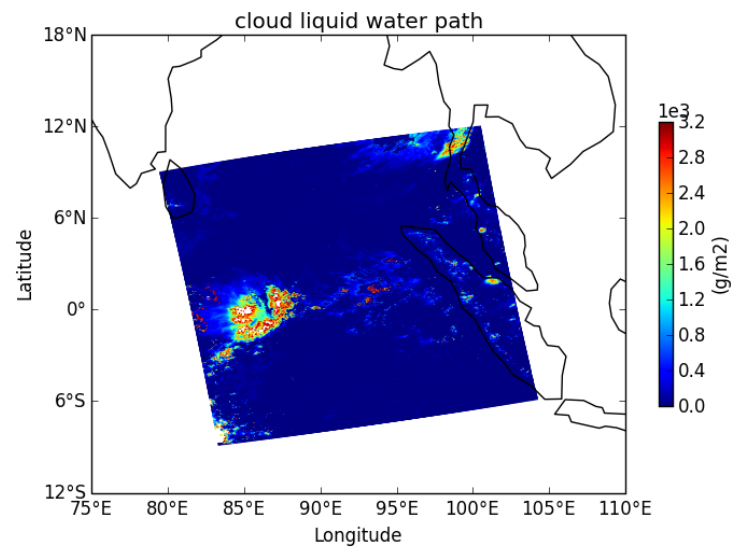 cloud liquid water path
18°N
12°N
6°N
0°
6°S
12°S
Latitude
75°E 80°E 85°E 90°E 95°E 100°E 105°E 110°E
Longitude
1e3
3.2
2.8
2.4
2.0
1.6
1.2
0.8
0.4
0.0
(g/m2)